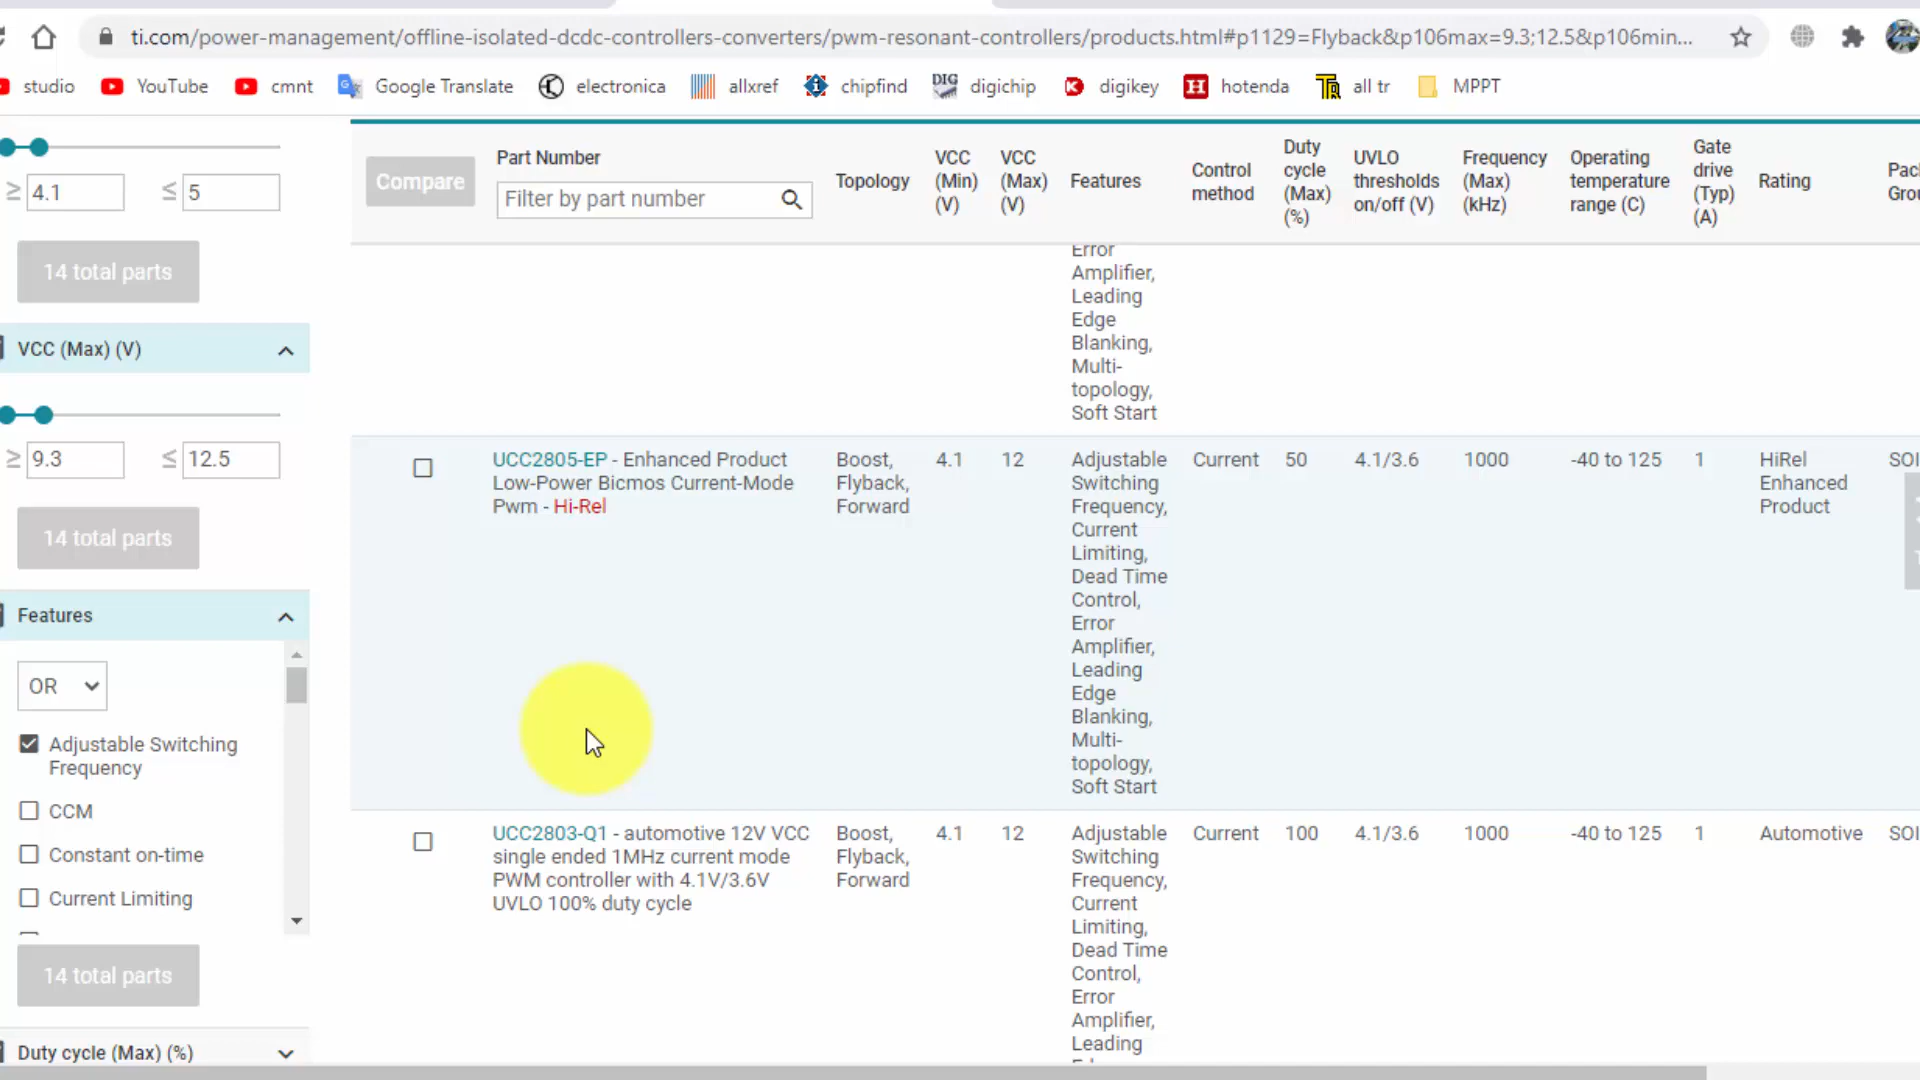 ti.com/power-management/offline-isolated-dcdc-controllers-converters/pwm-resonant-controllers/products.html#p1129=Flyback&p106max=9.3;12.5&p106min...
studio YouTube cmnt Google Translate electronica allxref chipfind DIG digichip digikey H hotenda all tr MPPT
≥ 4.1 ≤ 5
14 total parts
VCC (Max) (V)
≥ 9.3 ≤ 12.5
14 total parts
Features
OR
Adjustable Switching
Frequency
CCM
Constant on-time
Current Limiting
14 total parts
Duty cycle (Max) (%)
Compare
Part Number
Filter by part number
Topology
VCC
(Min)
(V)
VCC
(Max)
(V)
Features
Control
method
Duty
cycle
(Max)
(%)
UVLO
thresholds
on/off (V)
Frequency
(Max)
(kHz)
Operating
temperature
range (C)
Gate
drive
(Typ)
(A)
Rating
Error
Amplifier,
Leading
Edge
Blanking,
Multi-
topology,
Soft Start
UCC2805-EP - Enhanced Product
Low-Power Bicmos Current-Mode
Pwm - Hi-Rel
Boost,
Flyback,
Forward
4.1
12
Adjustable
Switching
Frequency,
Current
Limiting,
Dead Time
Control,
Error
Amplifier,
Leading
Edge
Blanking,
Multi-
topology,
Soft Start
Current
50
4.1/3.6
1000
-40 to 125
1
HiRel
Enhanced
Product
UCC2803-Q1 - automotive 12V VCC
single ended 1MHz current mode
PWM controller with 4.1V/3.6V
UVLO 100% duty cycle
Boost,
Flyback,
Forward
4.1
12
Adjustable
Switching
Frequency,
Current
Limiting,
Dead Time
Control,
Error
Amplifier,
Leading
Current
100
4.1/3.6
1000
-40 to 125
1
Automotive